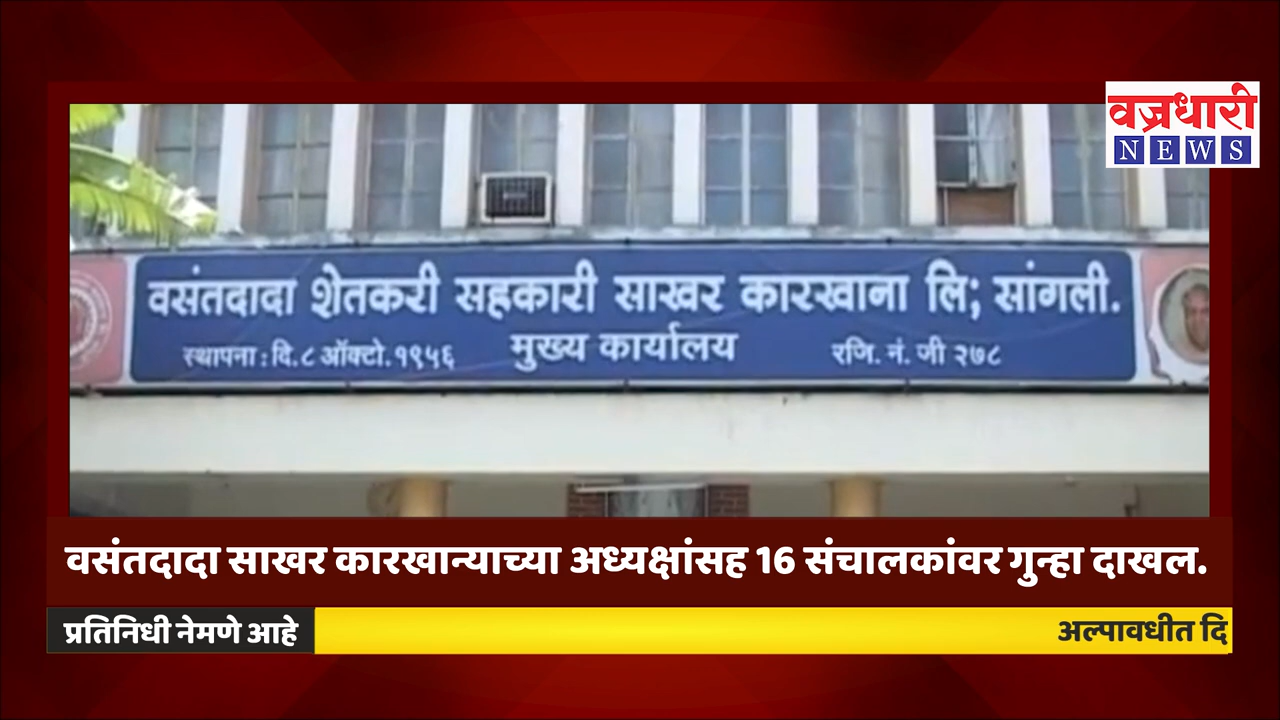 वज्रधारी
NEWS
वसंतदादा शेतकरी सहकारी साखर कारखाना लि; सांगली.
स्थापना : दि. ८ ऑक्टो. १९५६ मुख्य कार्यालय रजि. नं. जी २७८
वसंतदादा साखर कारखान्याच्या अध्यक्षांसह 16 संचालकांवर गुन्हा दाखल.
प्रतिनिधी नेमणे आहे अल्पावधीत दि